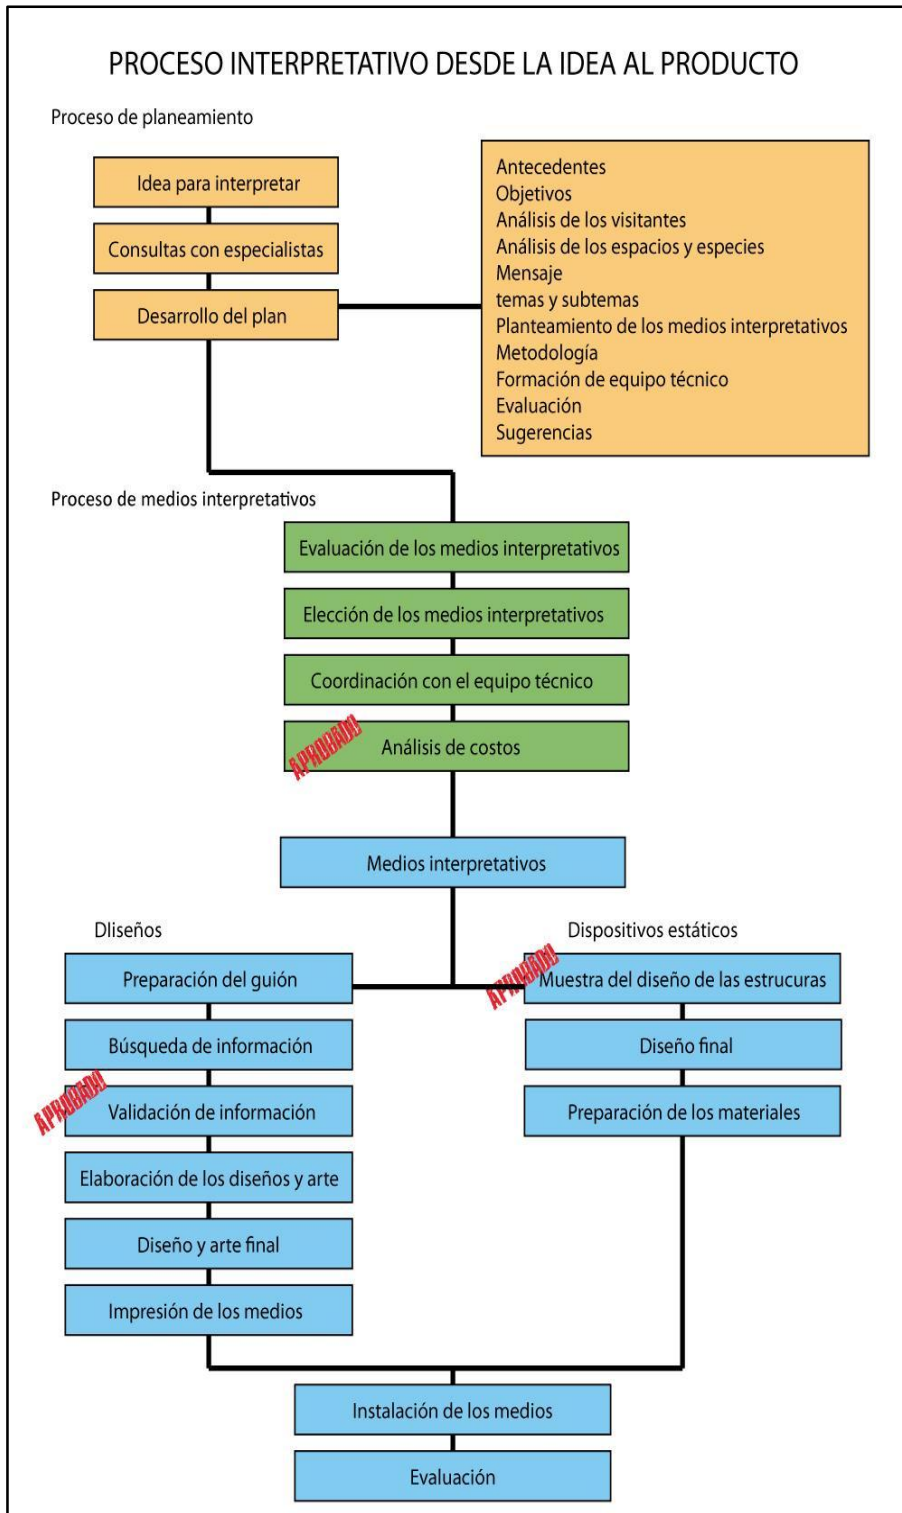 PROCESO INTERPRETATIVO DESDE LA IDEA AL PRODUCTO
Proceso de planeamiento
Idea para interpretar
Consultas con especialistas
Desarrollo del plan
Antecedentes
Objetivos
Análisis de los visitantes
Análisis de los espacios y especies
Mensaje
temas y subtemas
Planteamiento de los medios interpretativos
Metodología
Formación de equipo técnico
Evaluación
Sugerencias
Proceso de medios interpretativos
Evaluación de los medios interpretativos
Elección de los medios interpretativos
Coordinación con el equipo técnico
APROBADO
Análisis de costos
Medios interpretativos
DIiseños
Preparación del guión
Búsqueda de información
APROBADO
Validación de información
Elaboración de los diseños y arte
Diseño y arte final
Impresión de los medios
Dispositivos estáticos
APROBADO
Muestra del diseño de las estrucuras
Diseño final
Preparación de los materiales
Instalación de los medios
Evaluación